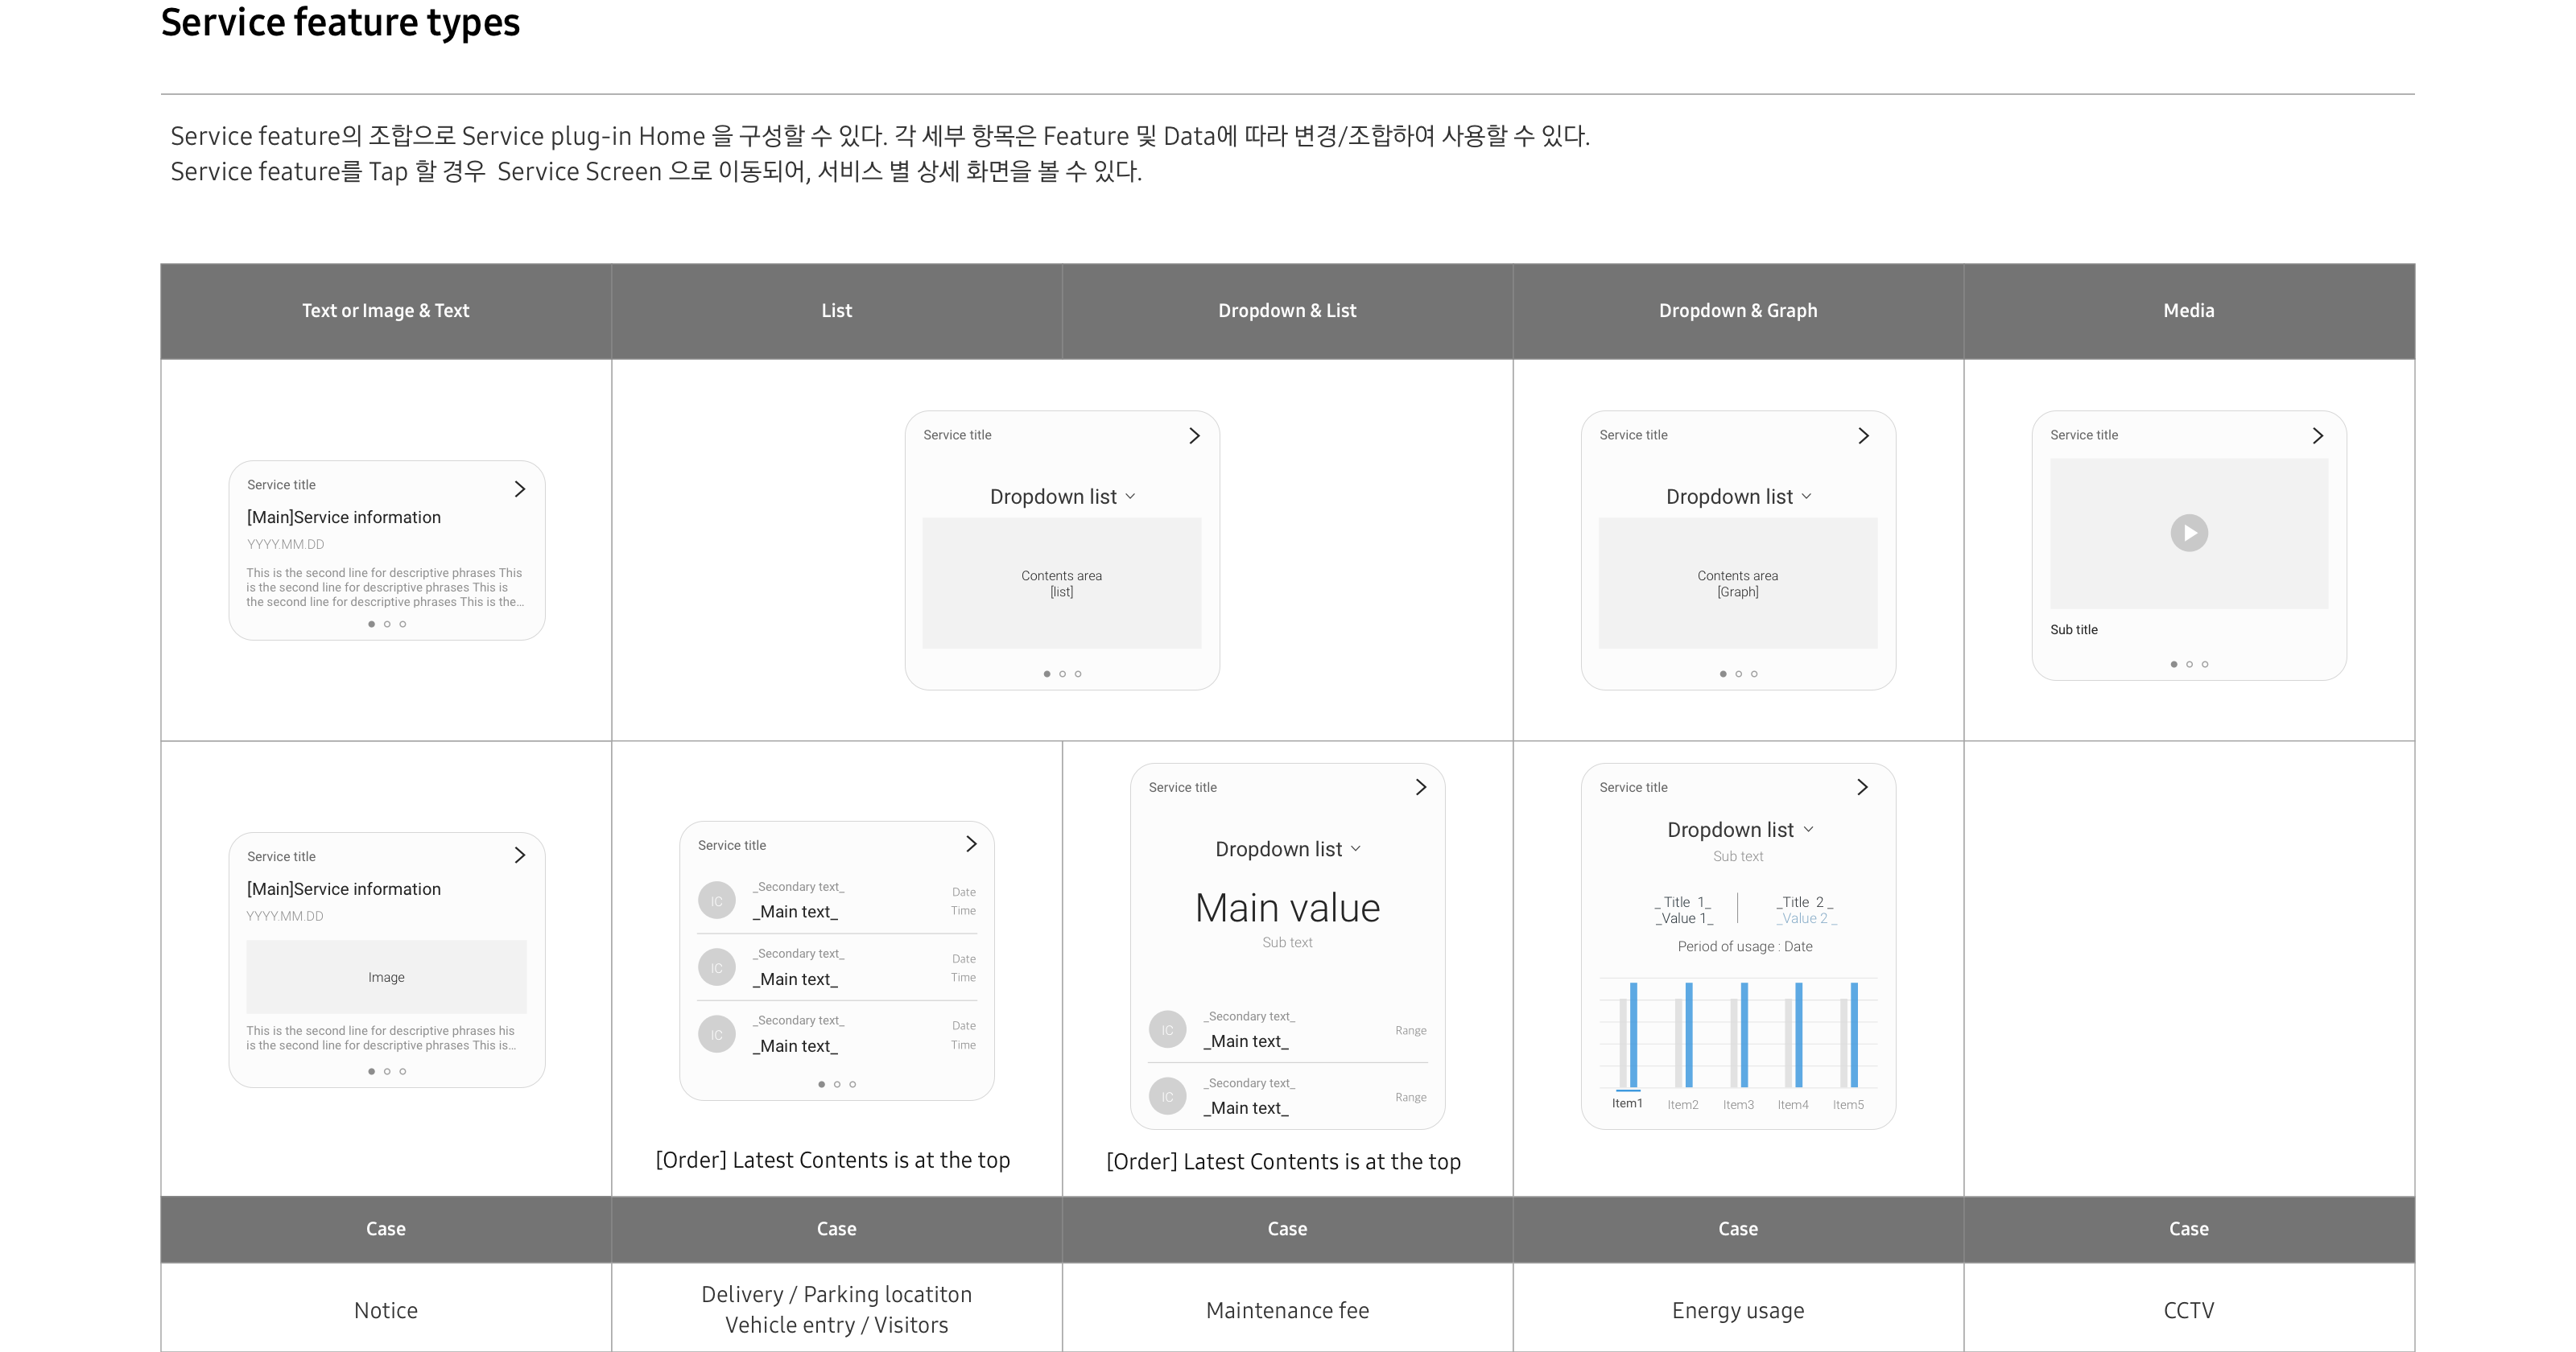 Service feature types
Service feature의 조합으로 Service plug-in Home 을 구성할 수 있다. 각 세부 항목은 Feature 및 Data에 따라 변경/조합하여 사용할 수 있다.
Service feature를 Tap 할 경우  Service Screen 으로 이동되어, 서비스 별 상세 화면을 볼 수 있다.
Text or Image & Text
List
Dropdown & List
Dropdown & Graph
Media
Service title
[Main]Service information
YYYY.MM.DD
This is the second line for descriptive phrases This
is the second line for descriptive phrases This is
the second line for descriptive phrases This is the...
Service title
Dropdown list
Contents area
[list]
Service title
Dropdown list
Contents area
[Graph]
Service title
Sub title
Service title
[Main]Service information
YYYY.MM.DD
Image
This is the second line for descriptive phrases his
is the second line for descriptive phrases This is...
Service title
IC
_Secondary text_
_Main text_
Date
Time
IC
_Secondary text_
_Main text_
Date
Time
IC
_Secondary text_
_Main text_
Date
Time
[Order] Latest Contents is at the top
Service title
Dropdown list
Main value
Sub text
IC
_Secondary text_
_Main text_
Range
IC
_Secondary text_
_Main text_
Range
[Order] Latest Contents is at the top
Service title
Dropdown list
Sub text
_ Title  1_
_Value 1_
_Title  2 _
_Value 2 _
Period of usage : Date
Item1 Item2 Item3 Item4 Item5
Case
Case
Case
Case
Case
Notice
Delivery / Parking locatiton
Vehicle entry / Visitors
Maintenance fee
Energy usage
CCTV